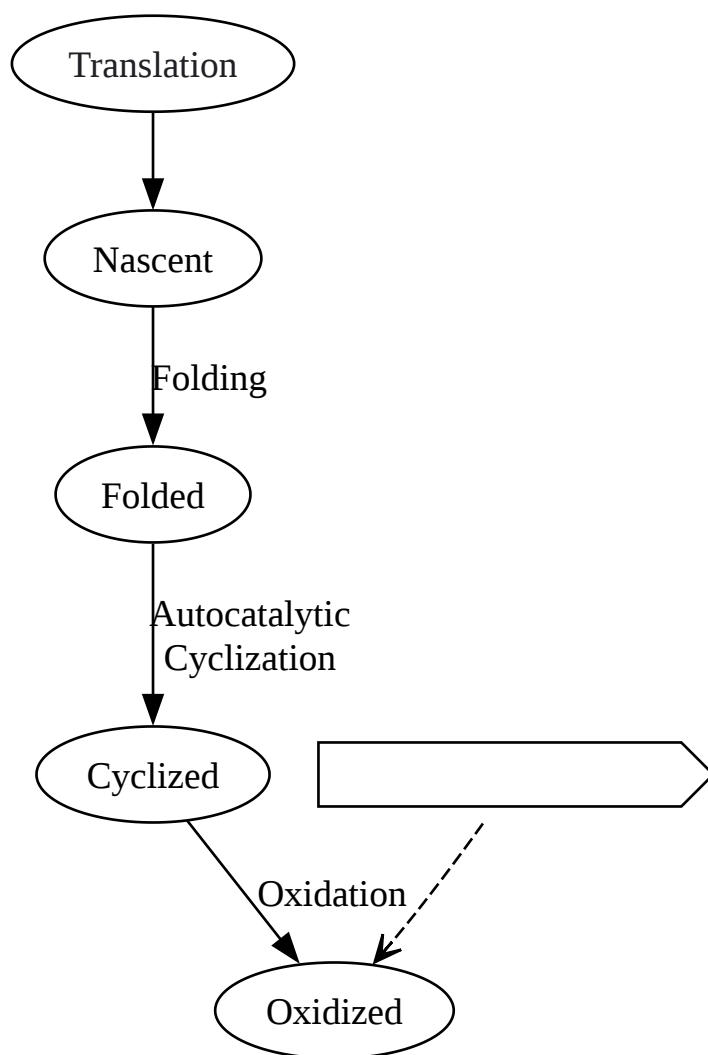 Translation
Nascent
Folding
Folded
Autocatalytic
Cyclization
Cyclized
Oxidation
Oxidized